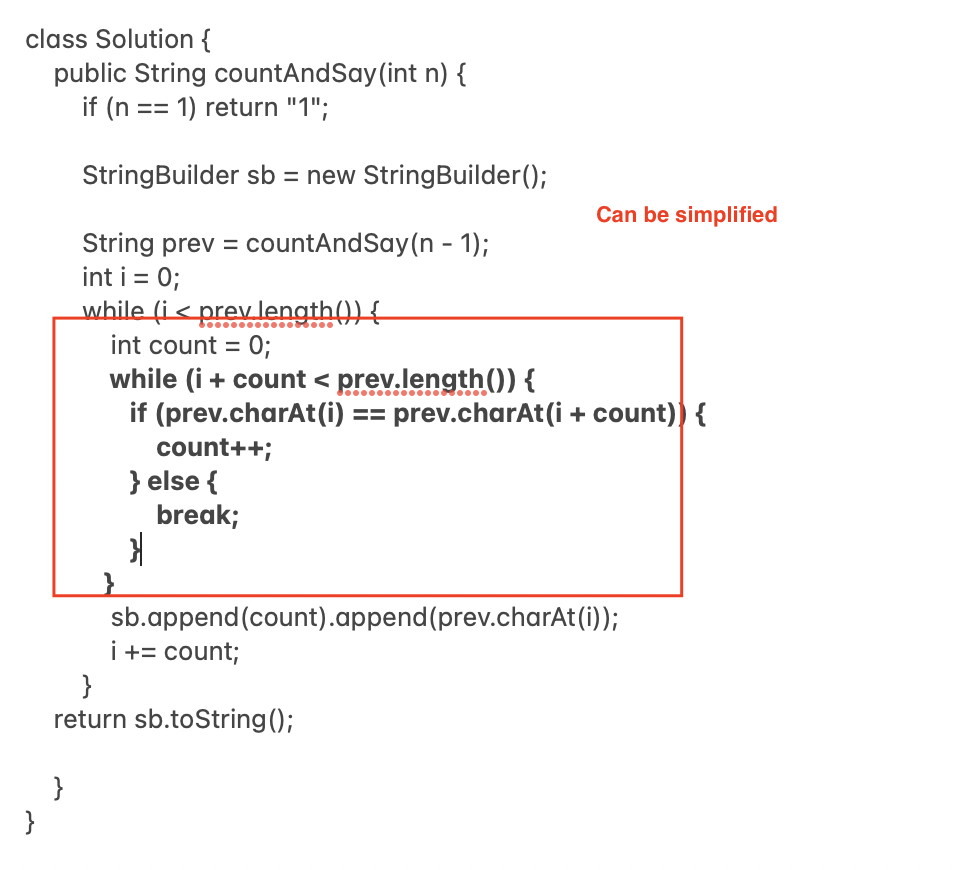 class Solution {
public String countAndSay(int n) {
if (n == 1) return "1";
StringBuilder sb = new StringBuilder();
Can be simplified
String prev = countAndSay(n - 1);
int i = 0;
while (i < prev.length()) {
int count = 0;
while (i + count < prev.length()) {
if (prev.charAt(i) == prev.charAt(i + count)) {
count++;
} else {
break;
}
}
sb.append(count).append(prev.charAt(i));
i += count;
}
return sb.toString();
}
}